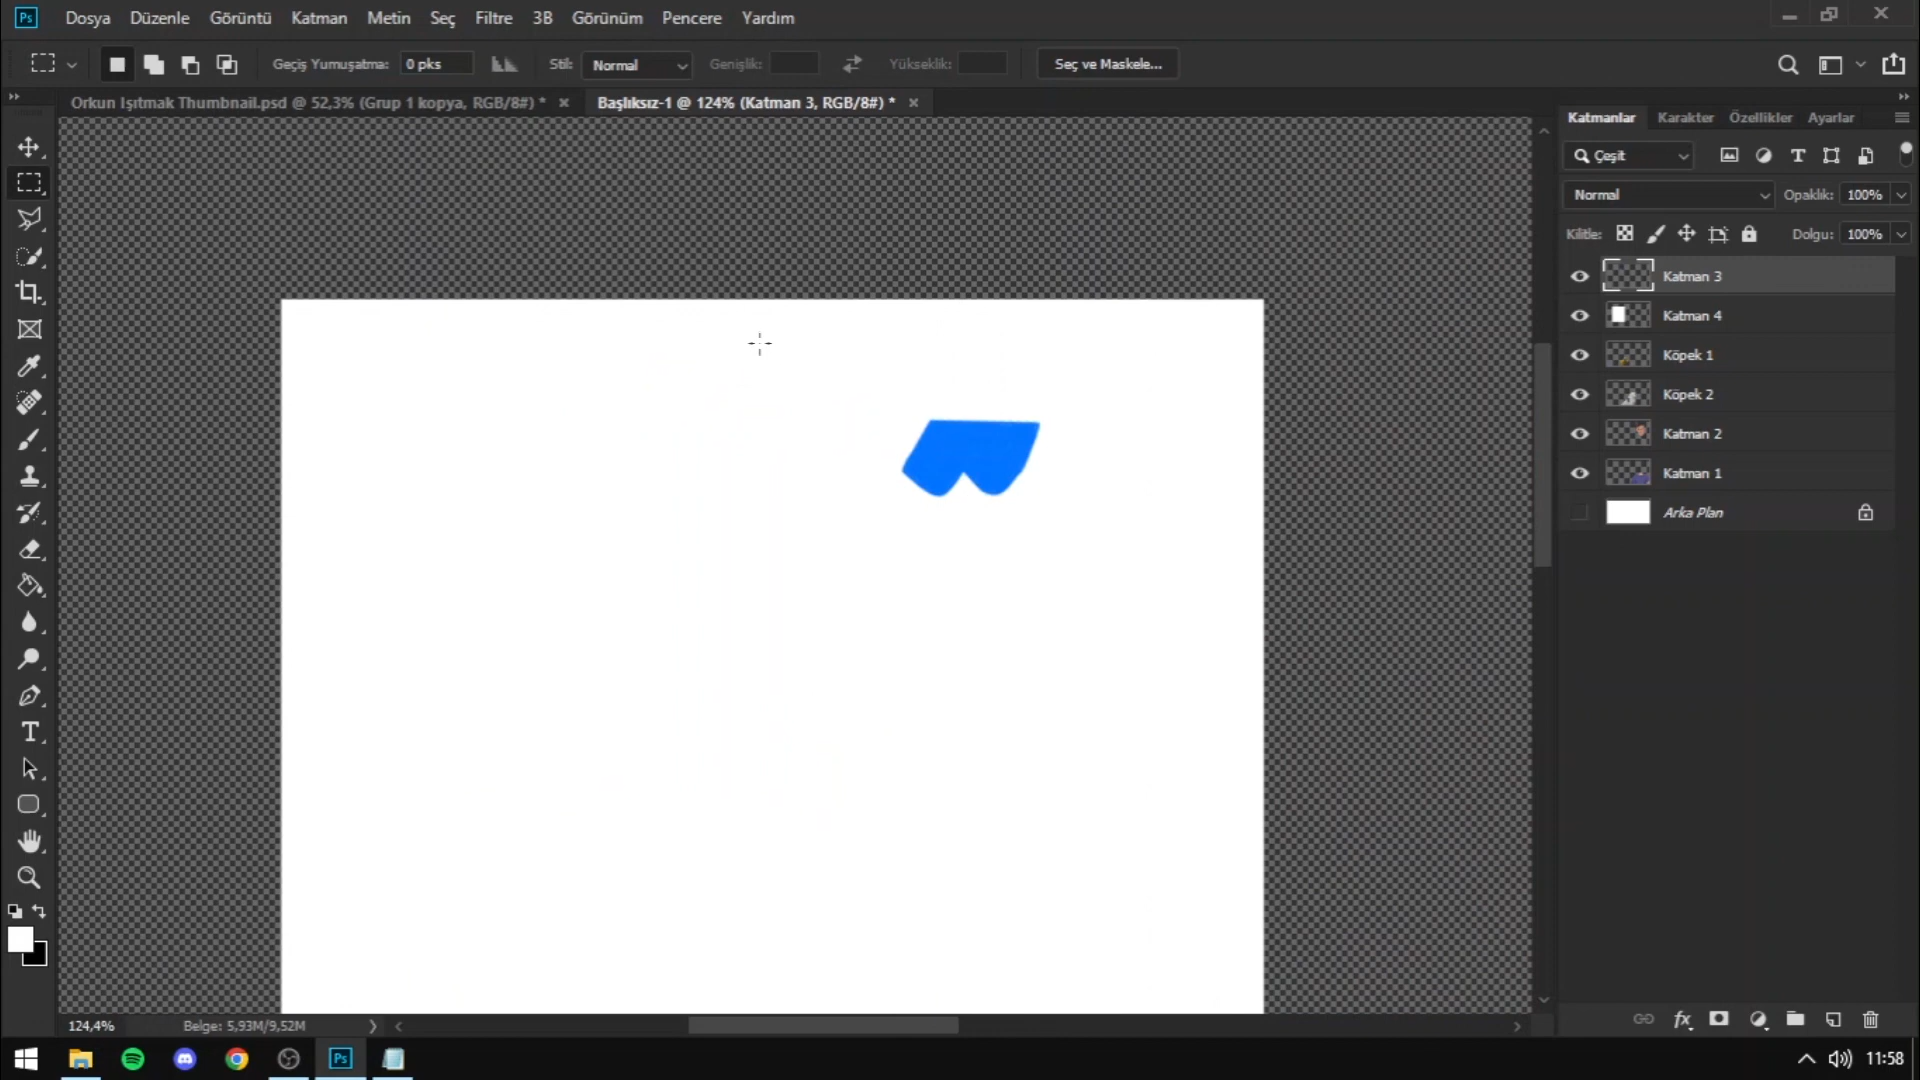 Ps Dosya Düzenle Görüntü Katman Metin Seç Filtre 3B Görünüm Pencere Yardım
Geçiş Yumuşatma: 0 pks Stil: Normal Genişlik: Yükseklik: Seç ve Maskele...
Orkun Işıtmak Thumbnail.psd @ 52,3% (Grup 1 kopya, RGB/8#) * Başlıksız-1 @ 124% (Katman 3, RGB/8#) *
Katmanlar Karakter Özellikler Ayarlar
Çeşit
Normal Opaklık: 100%
Kilitle: Dolgu: 100%
Katman 3
Katman 4
Köpek 1
Köpek 2
Katman 2
Katman 1
Arka Plan
124,4% Belge: 5,93M/9,52M
fx
Ps 11:58